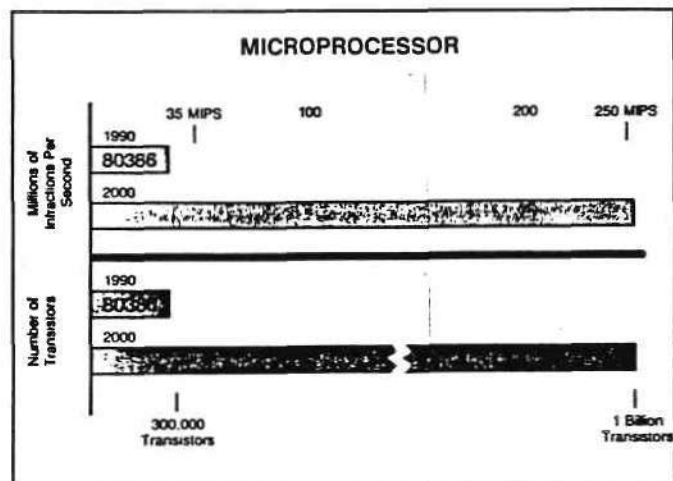 MICROPROCESSOR
35 MIPS 100 200 250 MIPS
Millions of
Infractions Per
Second
1990
80386
2000
Number of
Transistors
1990
80386
2000
300,000
Transistors
1 Billion
Transistors